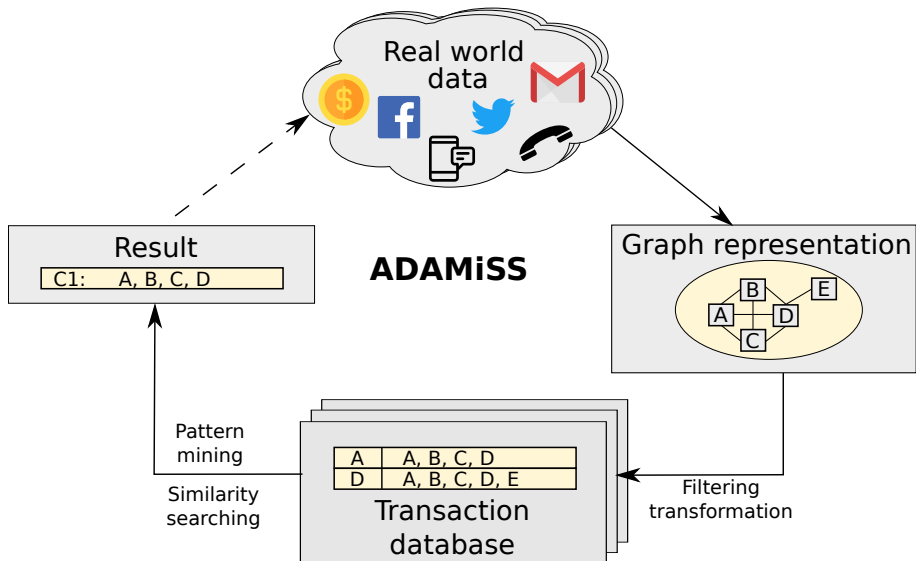 Real world
data
$
f
Result
C1: A, B, C, D
ADAMiSS
Graph representation
B
E
A
D
C
Pattern
mining
Similarity
searching
A A, B, C, D
D A, B, C, D, E
Transaction
database
Filtering
transformation